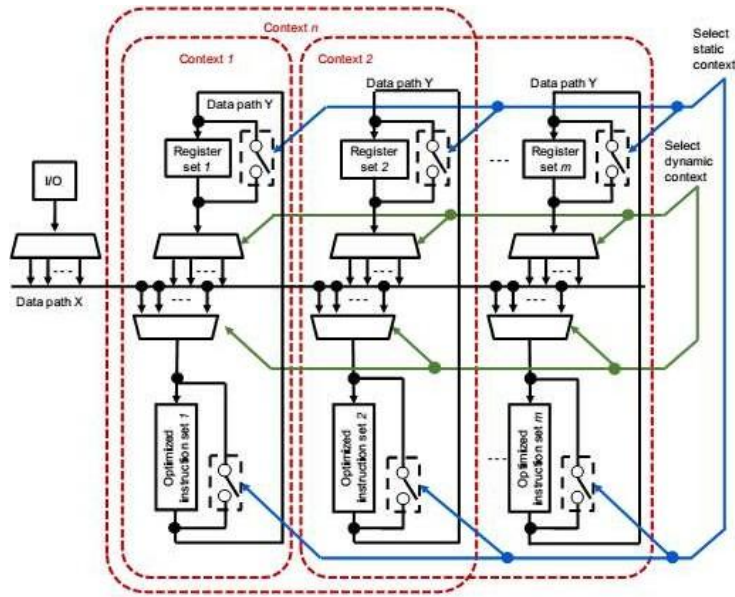 Context n
Context 1
Context 2
Select
static
context
Data path Y
Data path Y
Data path Y
Register
set 1
Register
set 2
Register
set m
Select
dynamic
context
I/O
Data path X
Optimized
instruction set 1
Optimized
instruction set 2
Optimized
instruction set m